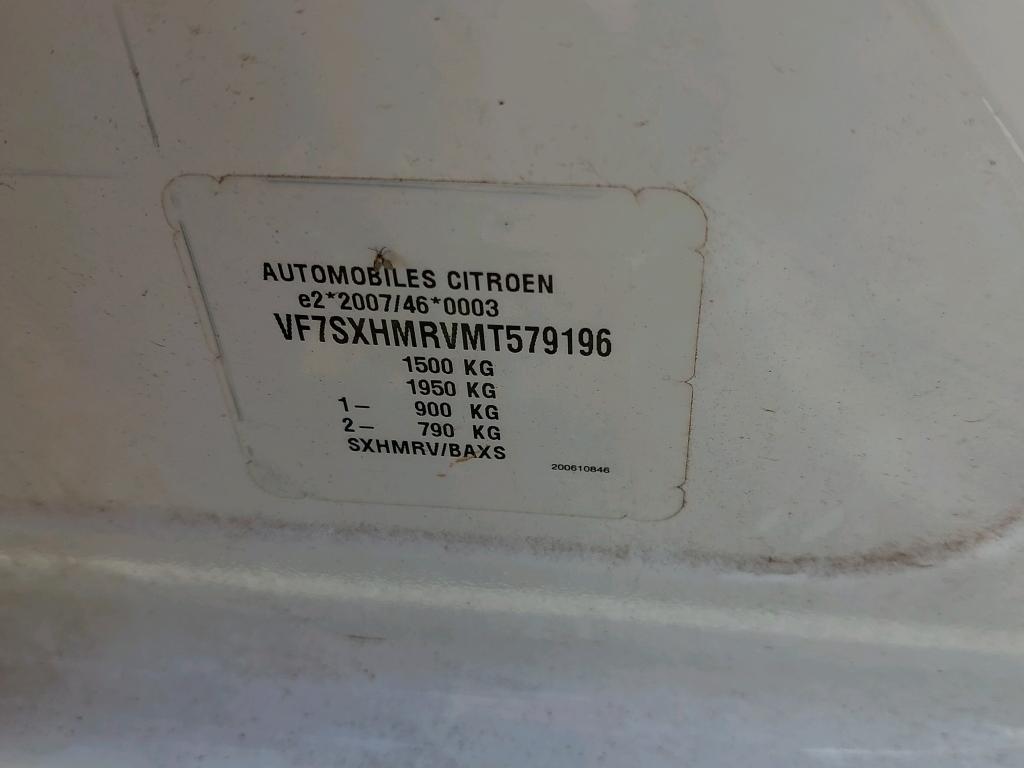 AUTOMOBILES CITROEN
e2*2007/46*0003
VF7SXHMRVMT579196
1500 KG
1950 KG
1– 900 KG
2– 790 KG
SXHMRV/BAXS
200610846